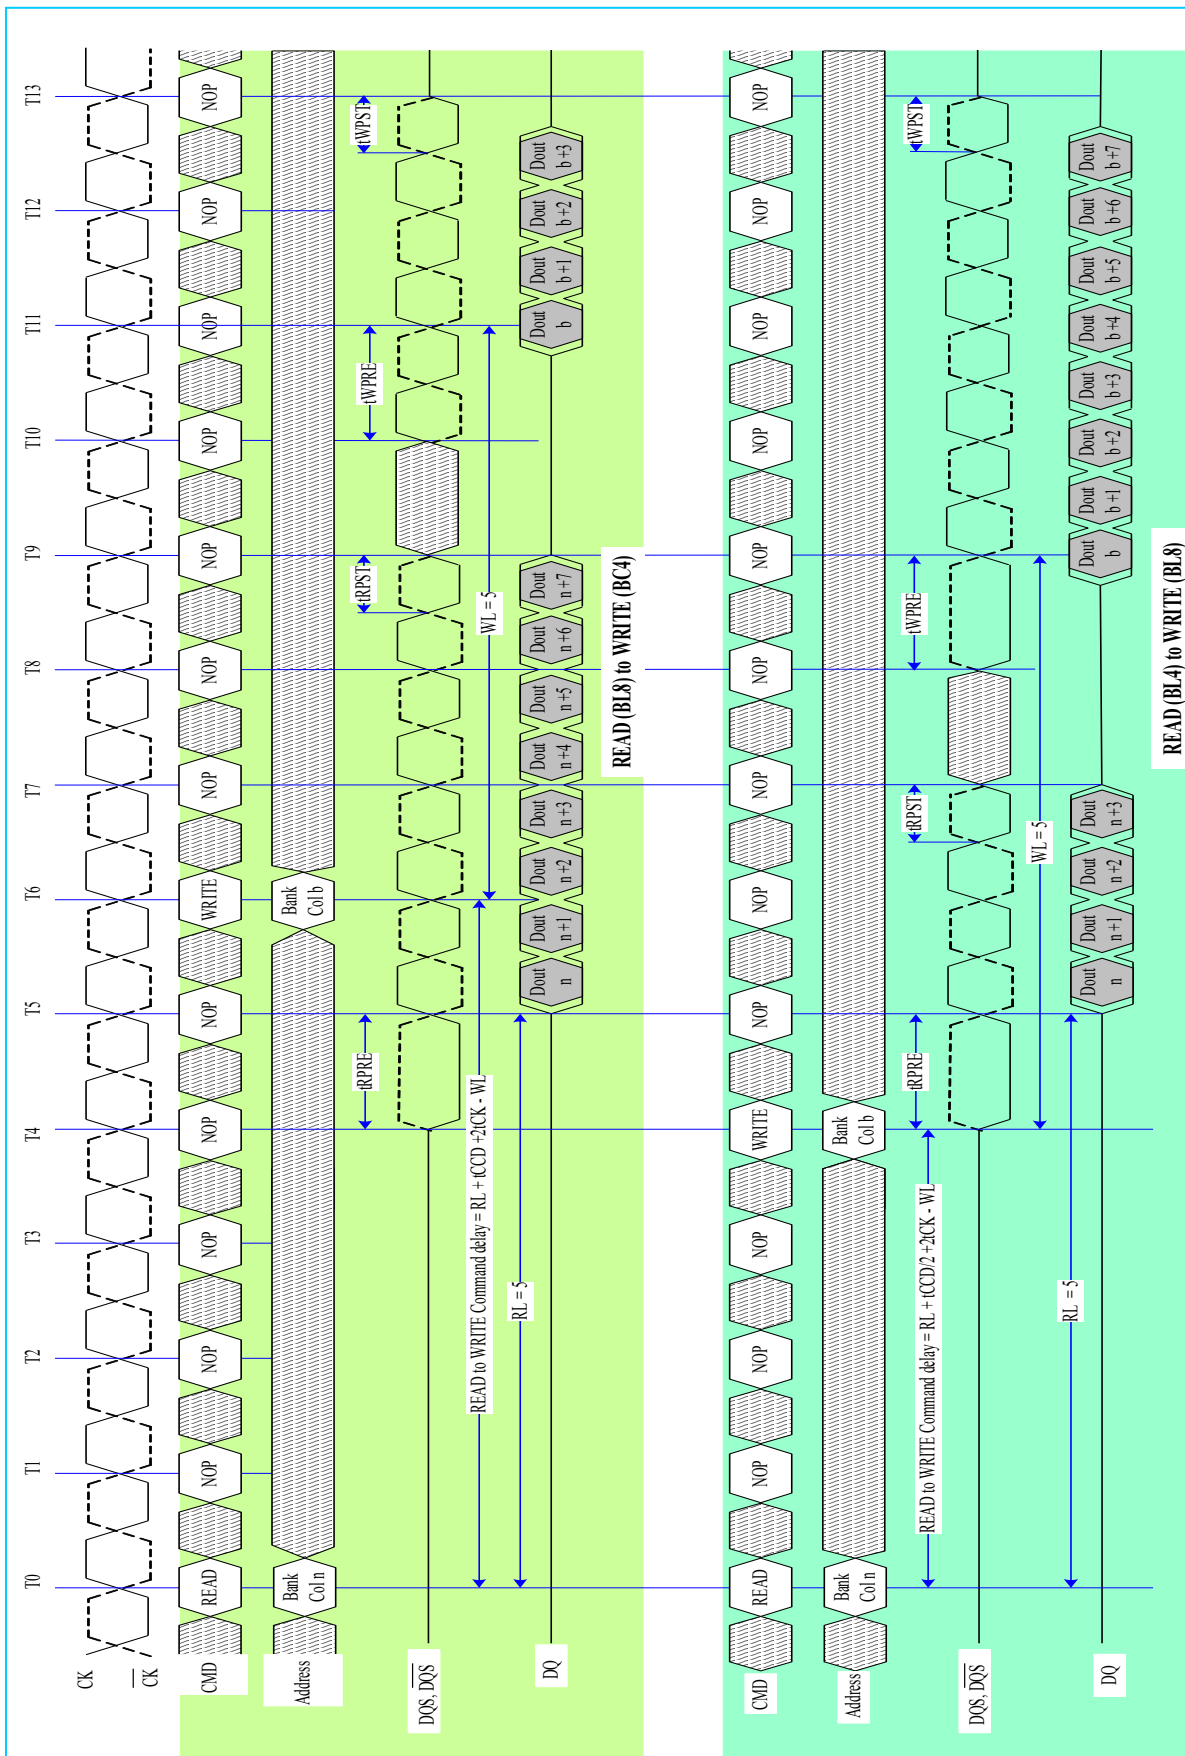 T0 T1 T2 T3 T4 T5 T6 T7 T8 T9 T10 T11 T12 T13
CK
CK
CMD READ NOP NOP NOP NOP NOP WRITE NOP NOP NOP NOP NOP NOP NOP
Bank Bank
Address
Col n Col b
tRPRE tRPST tWPRE tWPST
DQS, DQS
READ to WRITE Command delay = RL + tCCD +2tCK - WL WL = 5
RL = 5
Dout Dout Dout Dout Dout Dout Dout Dout Dout Dout Dout Dout
DQ
n n+1 n+2 n+3 n+4 n+5 n+6 n+7 b b+1 b+2 b+3
READ (BL8) to WRITE (BC4)
CMD READ NOP NOP NOP WRITE NOP NOP NOP NOP NOP NOP NOP NOP NOP
Bank Bank
Address
Col n Col b
tRPRE tRPST tWPRE tWPST
READ to WRITE Command delay = RL + tCCD/2 +2tCK - WL
DQS, DQS
WL = 5
RL = 5
Dout Dout Dout Dout Dout Dout Dout Dout Dout Dout Dout Dout
DQ
n n+1 n+2 n+3 b b+1 b+2 b+3 b+4 b+5 b+6 b+7
READ (BL4) to WRITE (BL8)